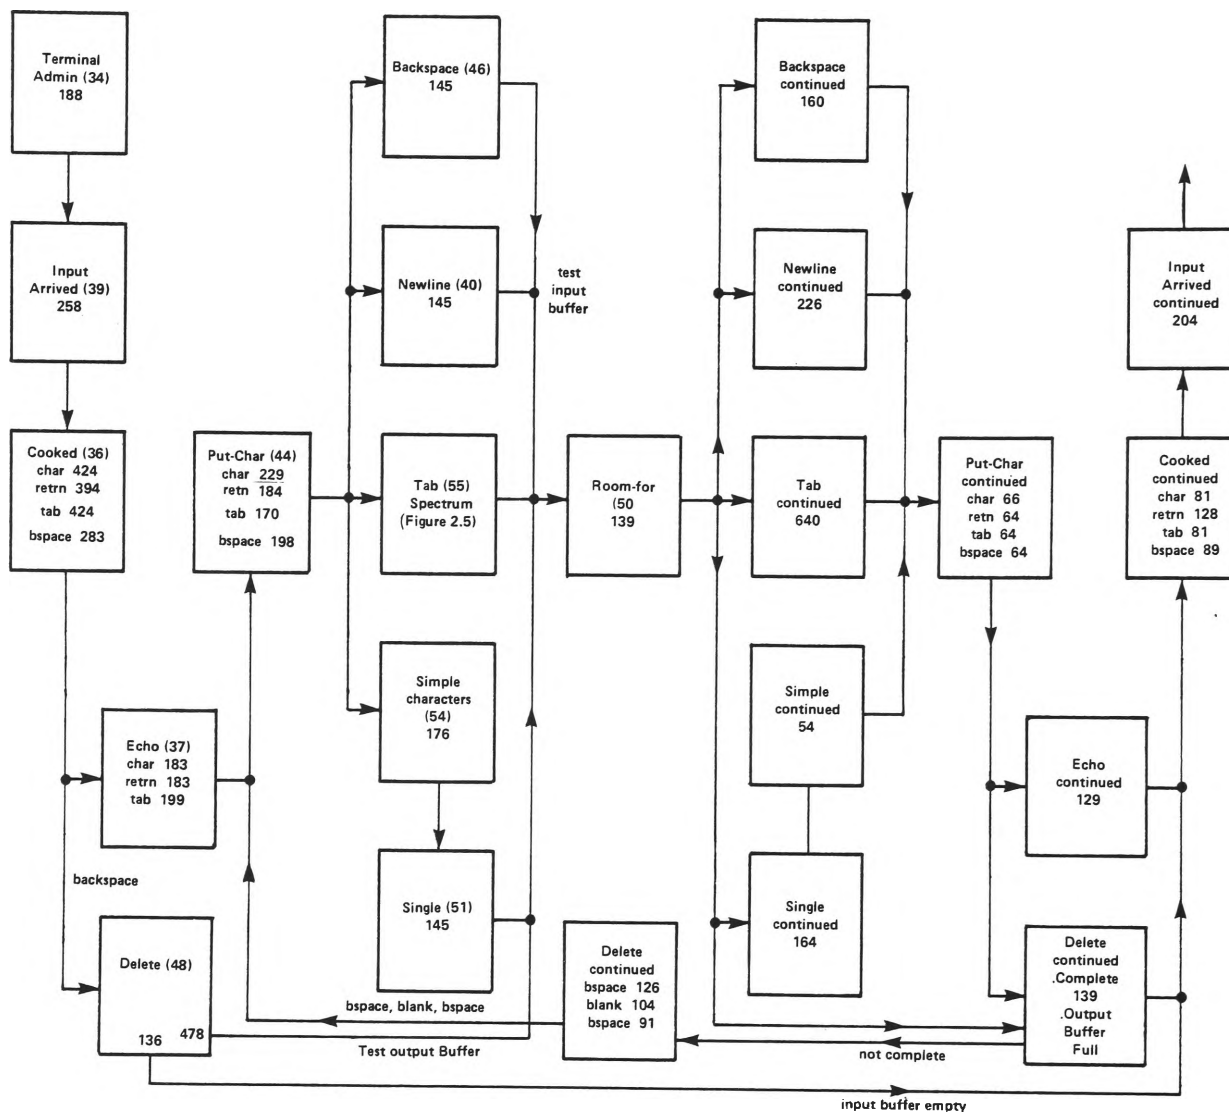 Terminal
Admin (34)
188
Input
Arrived (39)
258
Cooked (36)
char 424
retrn 394
tab 424
bspace 283
Echo (37)
char 183
retrn 183
tab 199
backspace
Delete (48)
136
478
Put-Char (44)
char 229
retn 184
tab 170
bspace 198
Backspace (46)
145
Newline (40)
145
Tab (55)
Spectrum
(Figure 2.5)
Simple
characters
(54)
176
Single (51)
145
bspace, blank, bspace
Test output Buffer
test
input
buffer
Room-for
(50
139
Delete
continued
bspace 126
blank 104
bspace 91
Backspace
continued
160
Newline
continued
226
Tab
continued
640
Simple
continued
54
Single
continued
164
not complete
input buffer empty
Put-Char
continued
char 66
retn 64
tab 64
bspace 64
Echo
continued
129
Delete
continued
.Complete
139
.Output
Buffer
Full
Input
Arrived
continued
204
Cooked
continued
char 81
retrn 128
tab 81
bspace 89